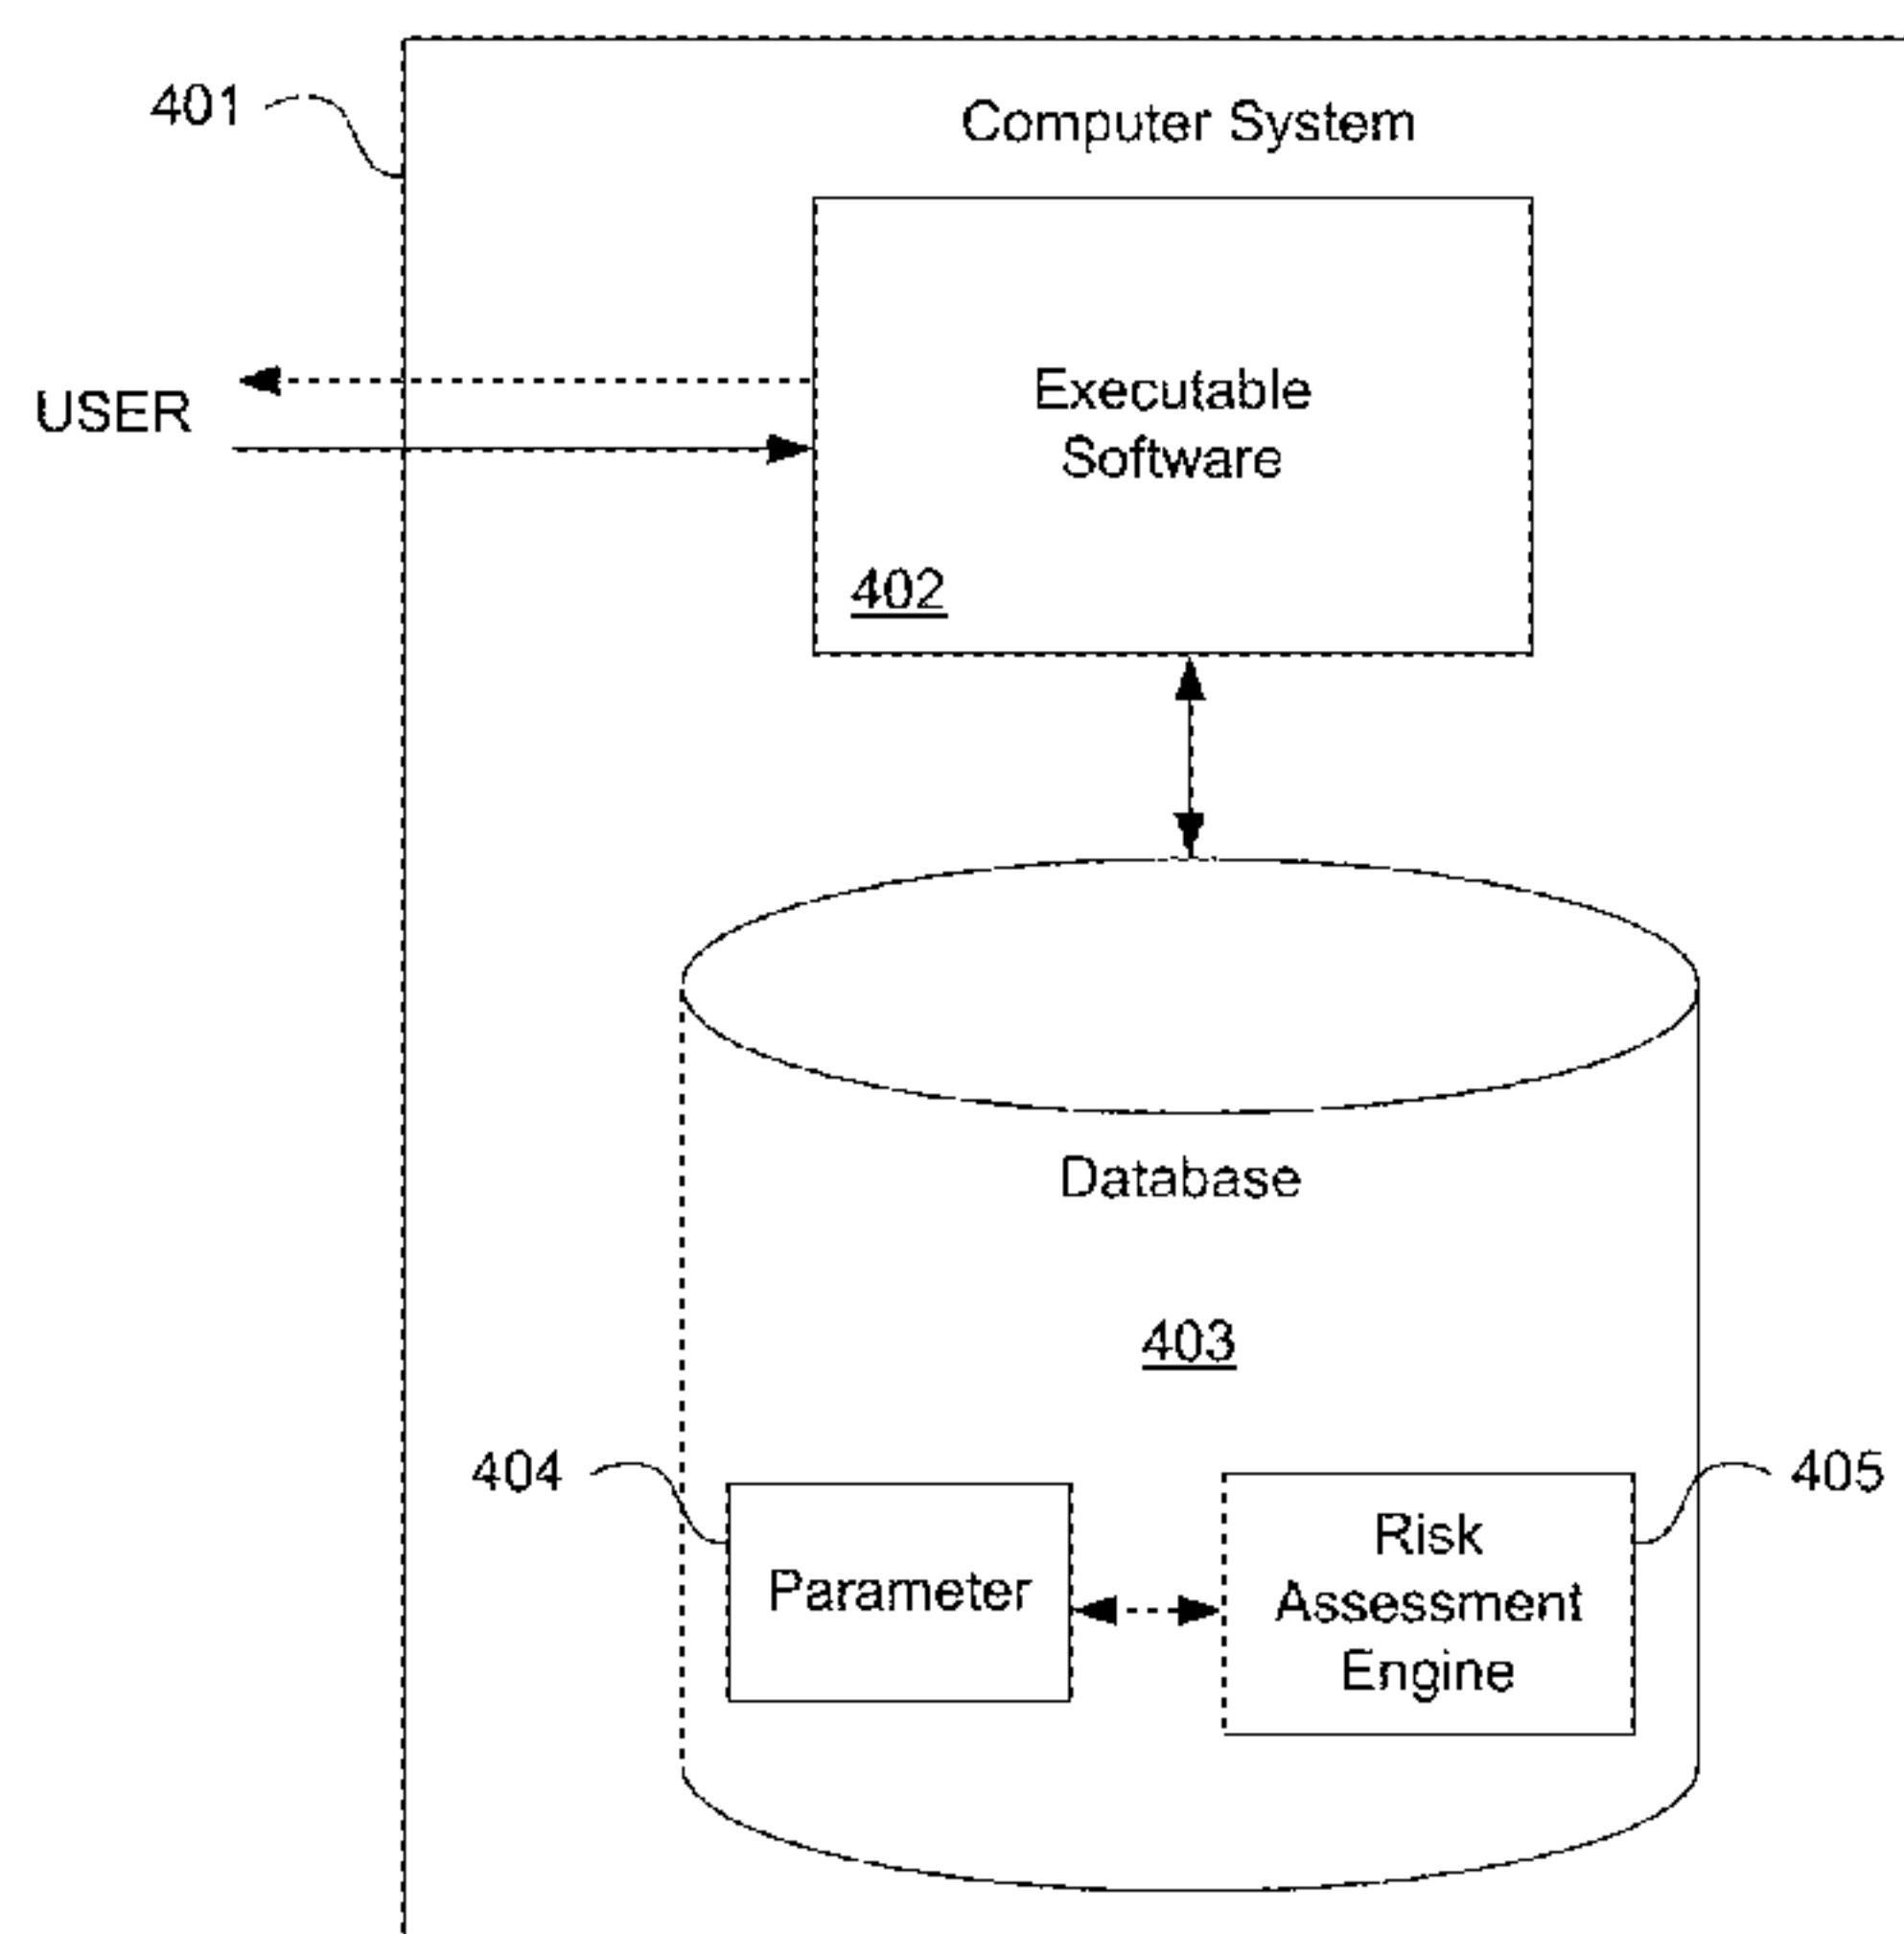 401
Computer System
USER
Executable
Software
402
Database
403
404
Parameter
Risk
Assessment
Engine
405